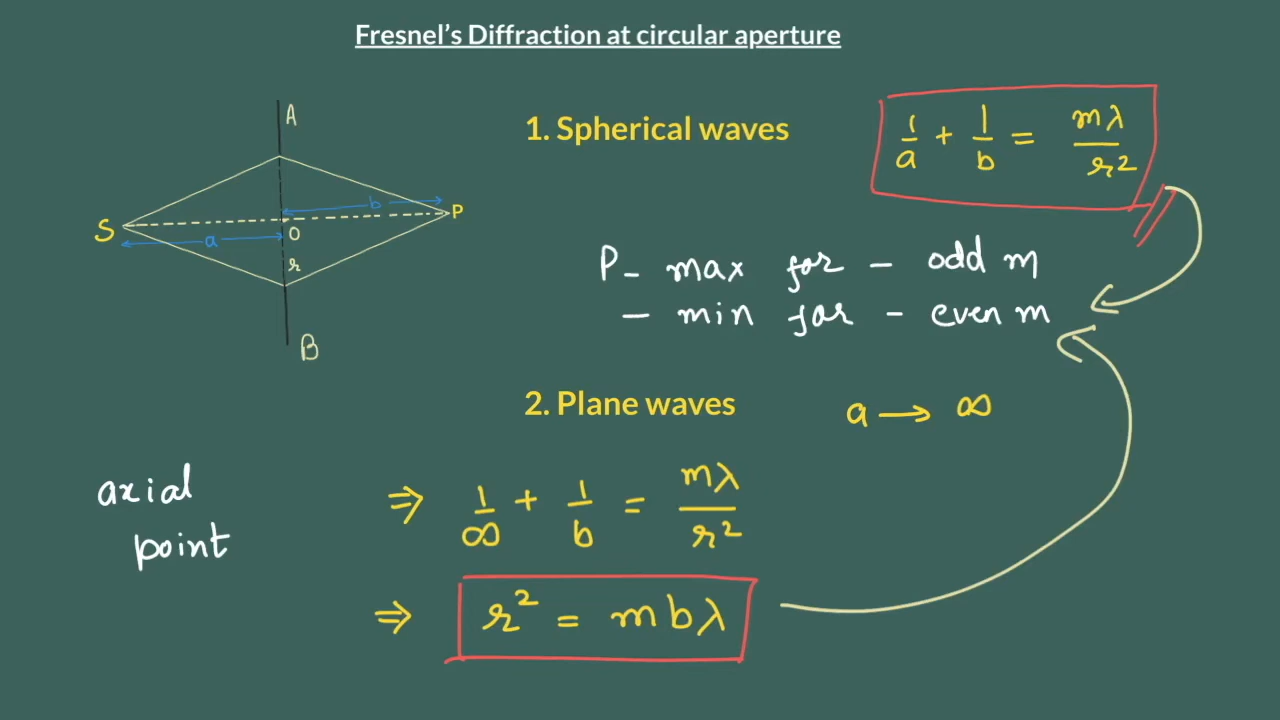 Fresnel's Diffraction at circular aperture
A
S
a
b
P
O
r
B
1. Spherical waves
1/a + 1/b = mλ/r²
P - max for - odd m
- min for - even m
2. Plane waves
a → ∞
axial
point
⇒ 1/∞ + 1/b = mλ/r²
⇒ r² = mbλ